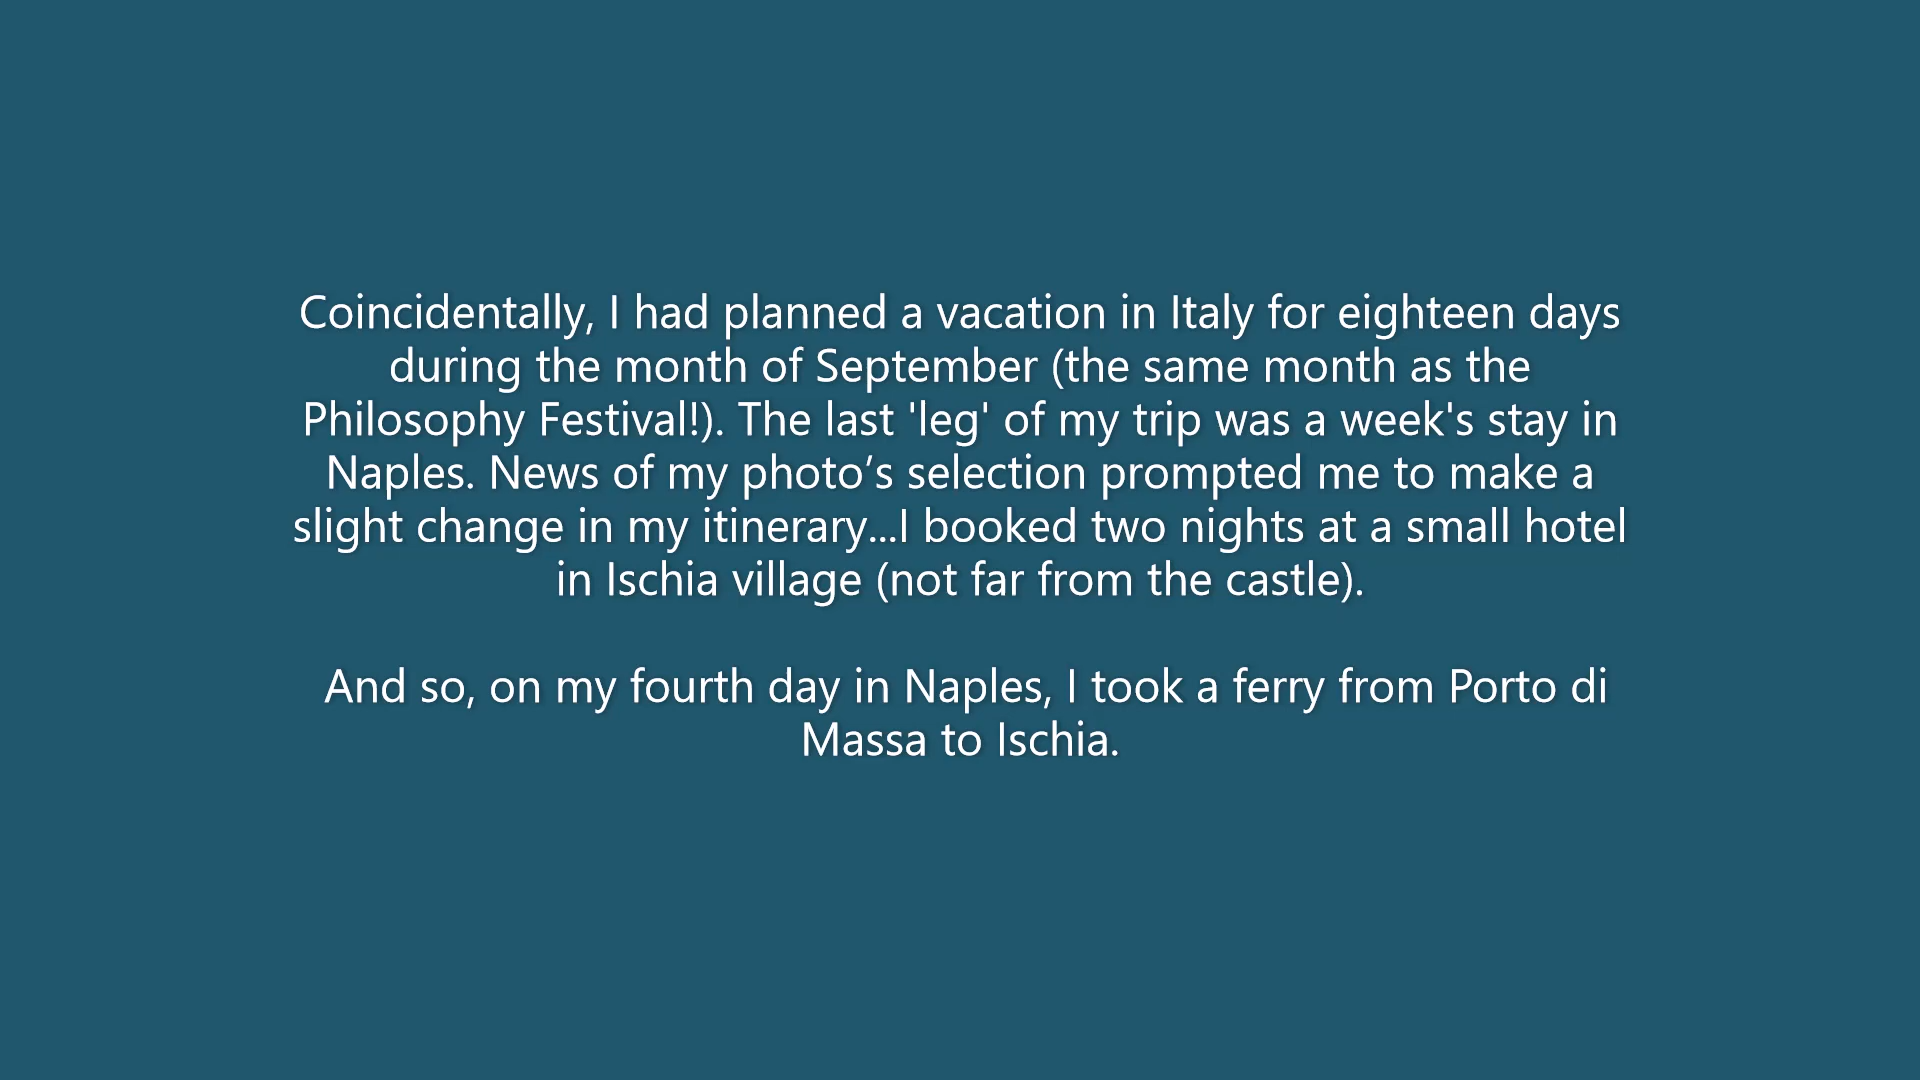 Coincidentally, I had planned a vacation in Italy for eighteen days
during the month of September (the same month as the
Philosophy Festival!). The last 'leg' of my trip was a week's stay in
Naples. News of my photo’s selection prompted me to make a
slight change in my itinerary...I booked two nights at a small hotel
in Ischia village (not far from the castle).
And so, on my fourth day in Naples, I took a ferry from Porto di
Massa to Ischia.